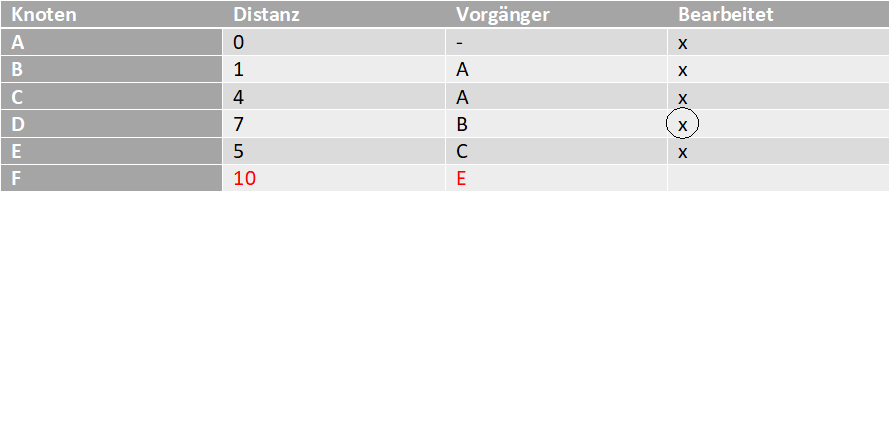 Knoten Distanz Vorgänger Bearbeitet
A 0 - x
B 1 A x
C 4 A x
D 7 B x
E 5 C x
F 10 E